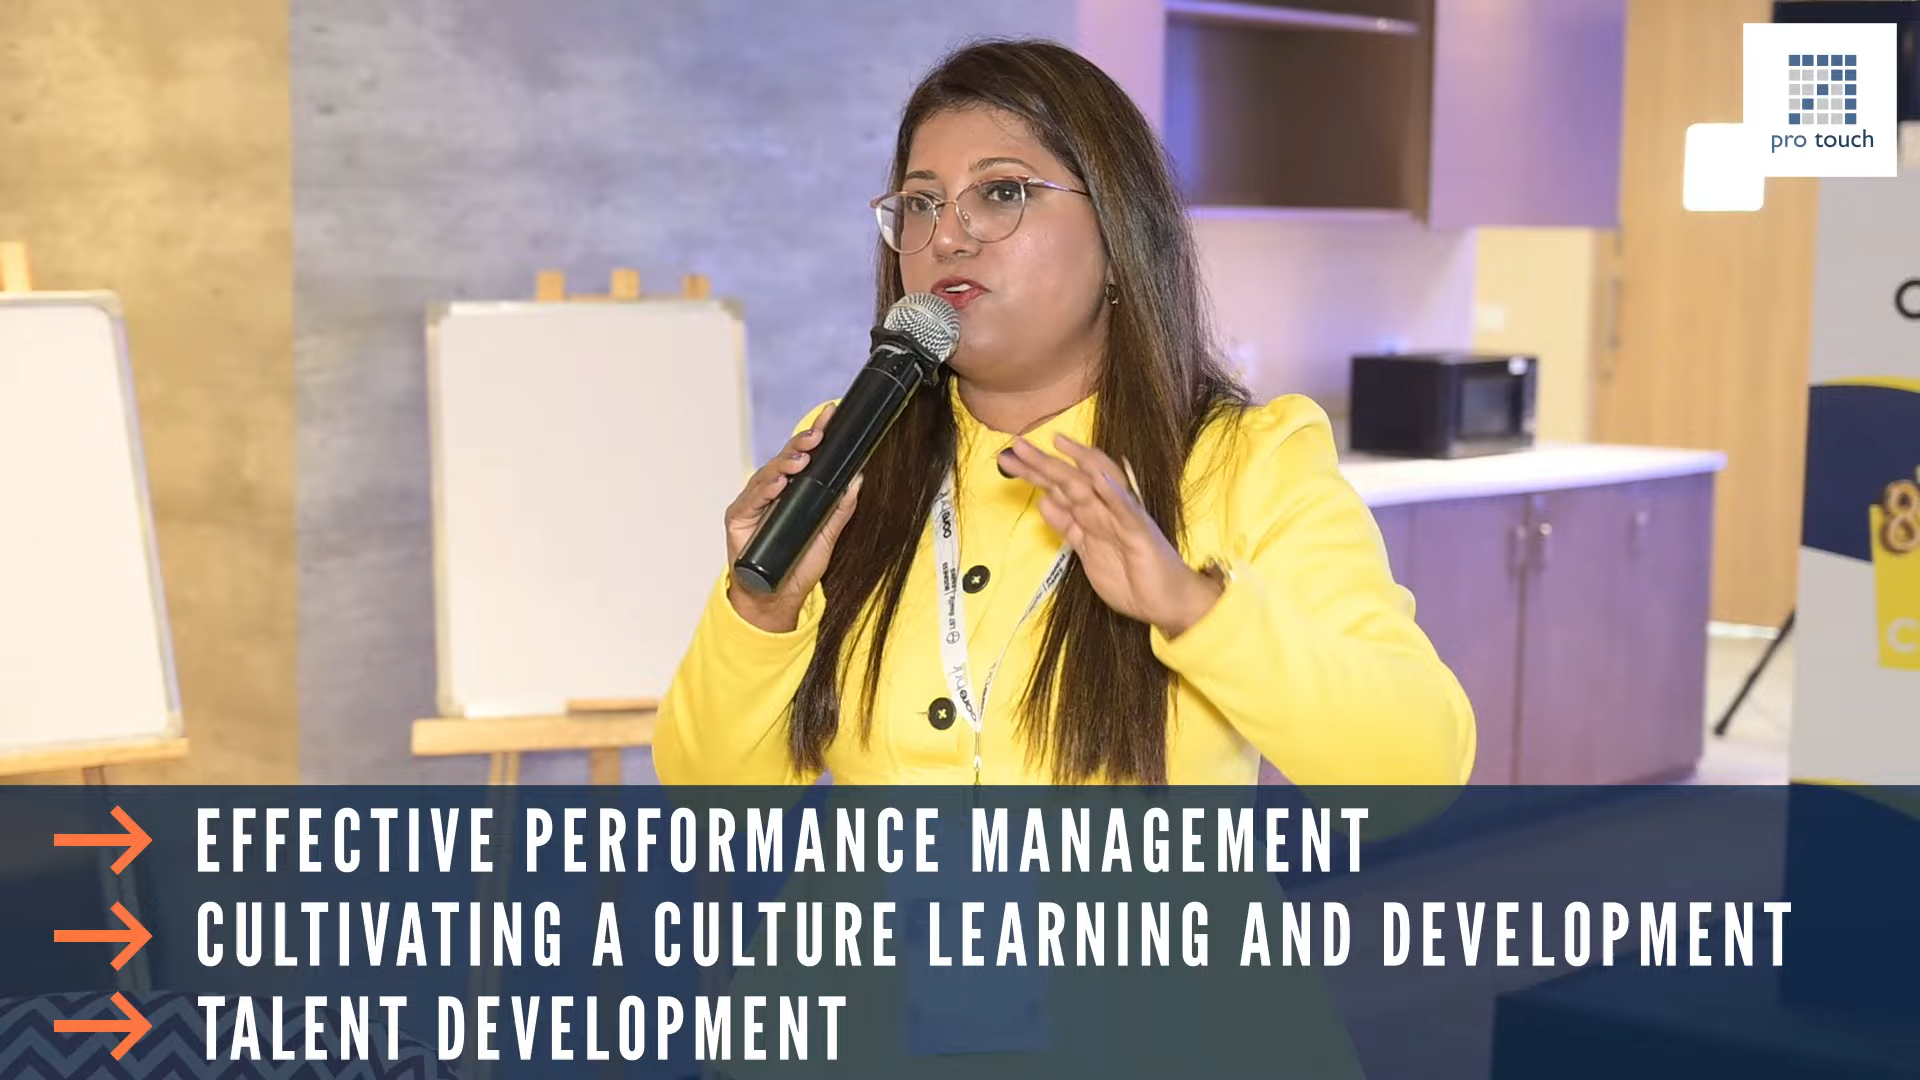 pro touch
EFFECTIVE PERFORMANCE MANAGEMENT
CULTIVATING A CULTURE LEARNING AND DEVELOPMENT
TALENT DEVELOPMENT